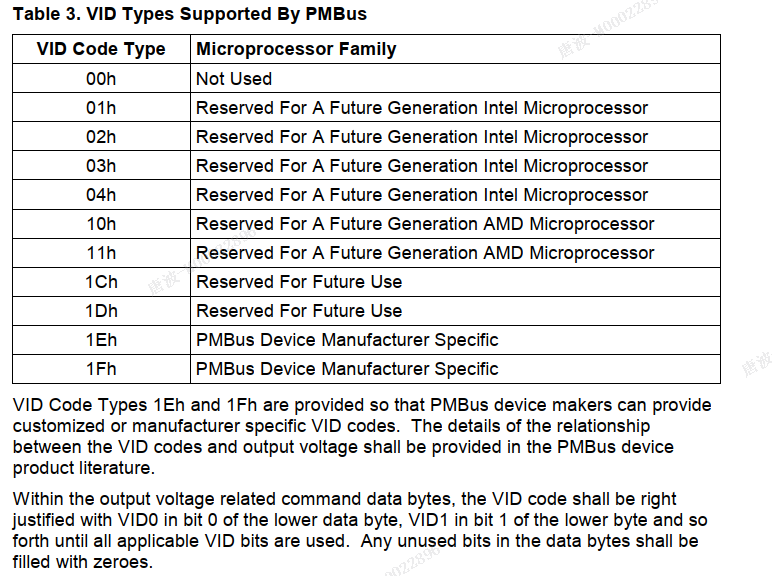 Table 3. VID Types Supported By PMBus
VID Code Type Microprocessor Family
00h Not Used
01h Reserved For A Future Generation Intel Microprocessor
02h Reserved For A Future Generation Intel Microprocessor
03h Reserved For A Future Generation Intel Microprocessor
04h Reserved For A Future Generation Intel Microprocessor
10h Reserved For A Future Generation AMD Microprocessor
11h Reserved For A Future Generation AMD Microprocessor
1Ch Reserved For Future Use
1Dh Reserved For Future Use
1Eh PMBus Device Manufacturer Specific
1Fh PMBus Device Manufacturer Specific
VID Code Types 1Eh and 1Fh are provided so that PMBus device makers can provide
customized or manufacturer specific VID codes.  The details of the relationship
between the VID codes and output voltage shall be provided in the PMBus device
product literature.
Within the output voltage related command data bytes, the VID code shall be right
justified with VID0 in bit 0 of the lower data byte, VID1 in bit 1 of the lower byte and so
forth until all applicable VID bits are used.  Any unused bits in the data bytes shall be
filled with zeroes.